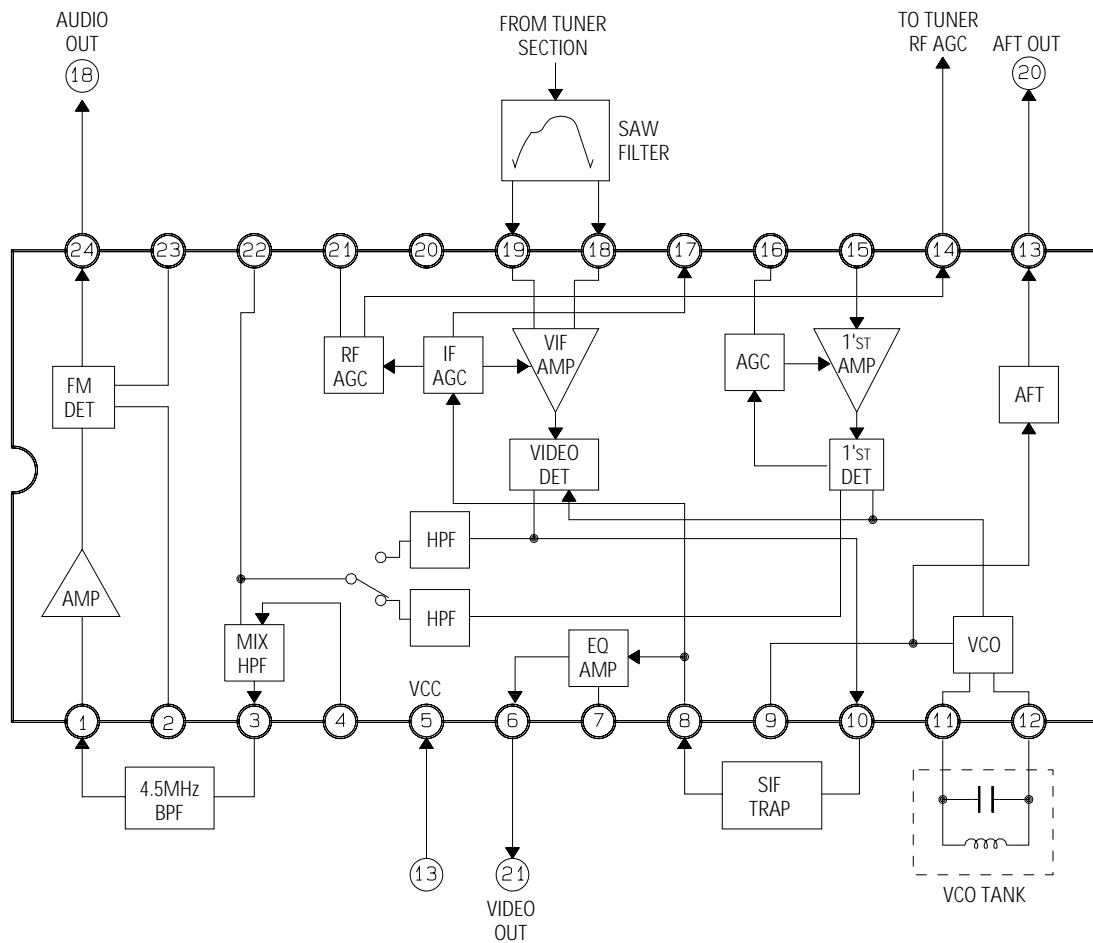 AUDIO
OUT
18
FROM TUNER
SECTION
TO TUNER
RF AGC
AFT OUT
20
SAW
FILTER
24
23
22
21
20
19
18
17
16
15
14
13
FM
DET
RF
AGC
IF
AGC
VIF
AMP
AGC
1'ST
AMP
AFT
VIDEO
DET
1'ST
DET
HPF
HPF
AMP
MIX
HPF
EQ
AMP
VCO
VCC
1
2
3
4
5
6
7
8
9
10
11
12
4.5MHz
BPF
SIF
TRAP
13
21
VIDEO
OUT
VCO TANK